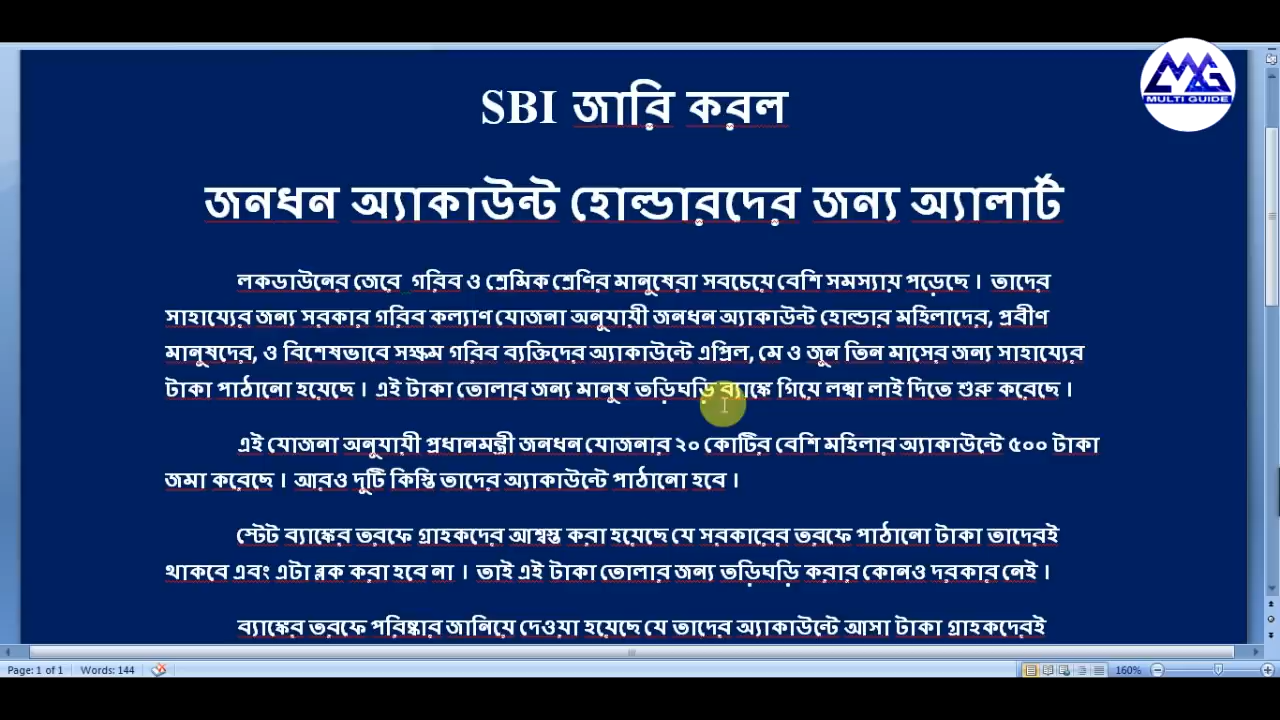 SBI জারি করল
MG
MULTI GUIDE
জনধন অ্যাকাউন্ট হোল্ডারদের জন্য অ্যালার্ট
লকডাউনের জেরে গরিব ও শ্রেমিক শ্রেণির মানুষেরা সবচেয়ে বেশি সমস্যায় পড়েছে । তাদের
সাহায্যের জন্য সরকার গরিব কল্যাণ যোজনা অনুযায়ী জনধন অ্যাকাউন্ট হোল্ডার মহিলাদের, প্রবীণ
মানুষদের, ও বিশেষভাবে সক্ষম গরিব ব্যক্তিদের অ্যাকাউন্টে এপ্রিল, মে ও জুন তিন মাসের জন্য সাহায্যের
টাকা পাঠানো হয়েছে । এই টাকা তোলার জন্য মানুষ তড়িঘড়ি ব্যাঙ্কে গিয়ে লম্বা লাই দিতে শুরু করেছে ।
এই যোজনা অনুযায়ী প্রধানমন্ত্রী জনধন যোজনার ২০ কোটির বেশি মহিলার অ্যাকাউন্টে ৫০০ টাকা
জমা করেছে । আরও দুটি কিস্তি তাদের অ্যাকাউন্টে পাঠানো হবে ।
স্টেট ব্যাঙ্কের তরফে গ্রাহকদের আশ্বস্ত করা হয়েছে যে সরকারের তরফে পাঠানো টাকা তাদেরই
থাকবে এবং এটা ব্লক করা হবে না । তাই এই টাকা তোলার জন্য তড়িঘড়ি করার কোনও দরকার নেই ।
ব্যাঙ্কের তরফে পরিষ্কার জানিয়ে দেওয়া হয়েছে যে তাদের অ্যাকাউন্টে আসা টাকা গ্রাহকদেরই
Page: 1 of 1 Words: 144 160%